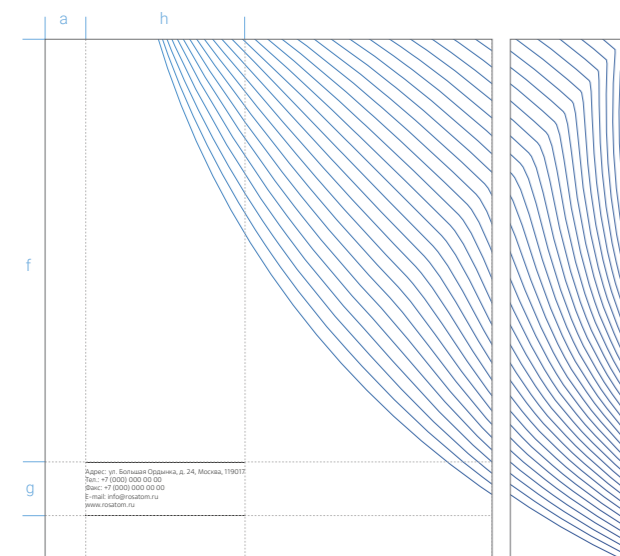 a h
f
g
Адрес: ул. Большая Ордынка, д. 24, Москва, 119017
Тел.: +7 (000) 000 00 00
Факс: +7 (000) 000 00 00
E-mail: info@rosatom.ru
www.rosatom.ru